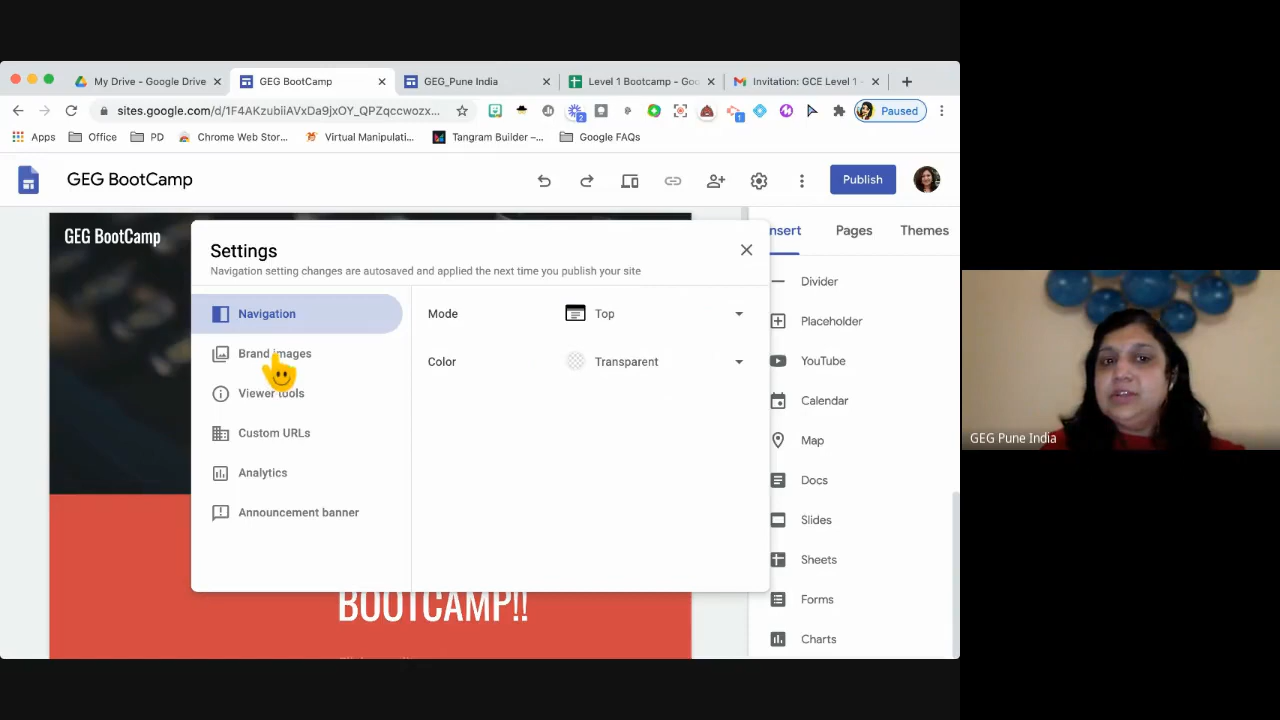 My Drive - Google Drive
GEG BootCamp
GEG_Pune India
Level 1 Bootcamp - Goo
Invitation: GCE Level 1 -
sites.google.com/d/1F4AKzubiiAVxDa9jxOY_QPZqccwozx...
2
1
Paused
Apps
Office
PD
Chrome Web Stor...
Virtual Manipulati...
Tangram Builder –...
Google FAQs
GEG BootCamp
Publish
GEG BootCamp
Settings
Navigation setting changes are autosaved and applied the next time you publish your site
Navigation
Brand images
Viewer tools
Custom URLs
Analytics
Announcement banner
Mode
Top
Color
Transparent
BOOTCAMP!!
nsert
Pages
Themes
Divider
Placeholder
YouTube
Calendar
Map
Docs
Slides
Sheets
Forms
Charts
GEG Pune India